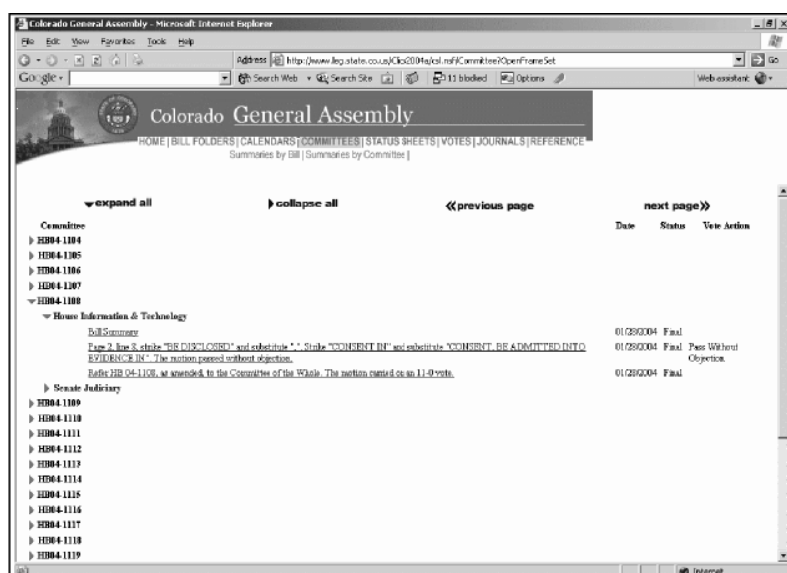 Colorado General Assembly - Microsoft Internet Explorer
File Edit View Favorites Tools Help
Address http://www.leg.state.co.us/Clics2004a/csl.nsf/Committee?OpenFrameSet Go
Google Search Web Search Site 11 blocked Options Web assistant
Colorado General Assembly
HOME | BILL FOLDERS | CALENDARS | COMMITTEES | STATUS SHEETS | VOTES | JOURNALS | REFERENCE
Summaries by Bill | Summaries by Committee |
expand all collapse all «previous page next page»
Committee Date Status Vote Action
HB04-1104
HB04-1105
HB04-1106
HB04-1107
HB04-1108
House Information & Technology
Bill Summary 01/28/2004 Final
Page 2, line 3, strike "BE DISCLOSED" and substitute ",". Strike "CONSENT IN" and substitute "CONSENT, BE ADMITTED INTO 01/28/2004 Final Pass Without
EVIDENCE IN". The motion passed without objection. Objection
Refer HB 04-1108, as amended, to the Committee of the Whole. The motion carried on an 11-0 vote. 01/28/2004 Final
Senate Judiciary
HB04-1109
HB04-1110
HB04-1111
HB04-1112
HB04-1113
HB04-1114
HB04-1115
HB04-1116
HB04-1117
HB04-1118
HB04-1119
Internet